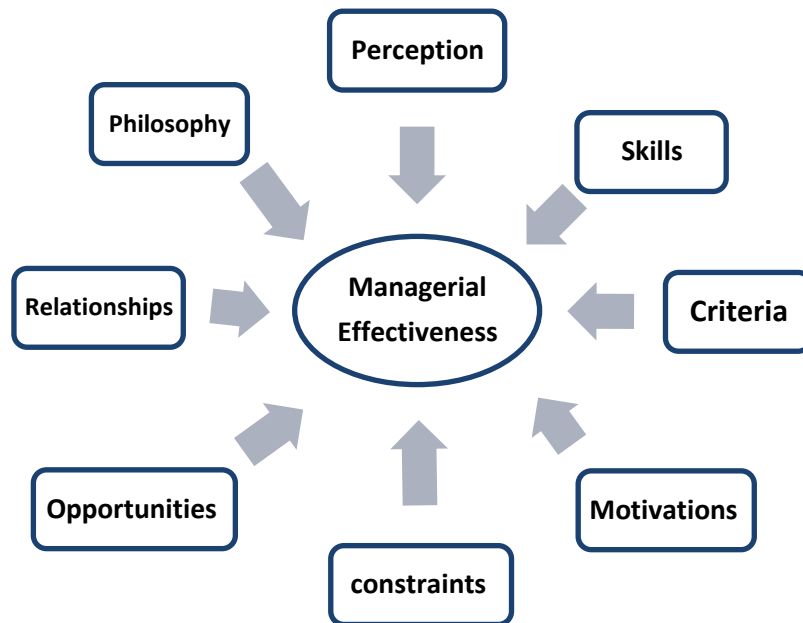 Perception
Philosophy
Skills
Managerial
Effectiveness
Relationships
Criteria
Opportunities
Motivations
constraints